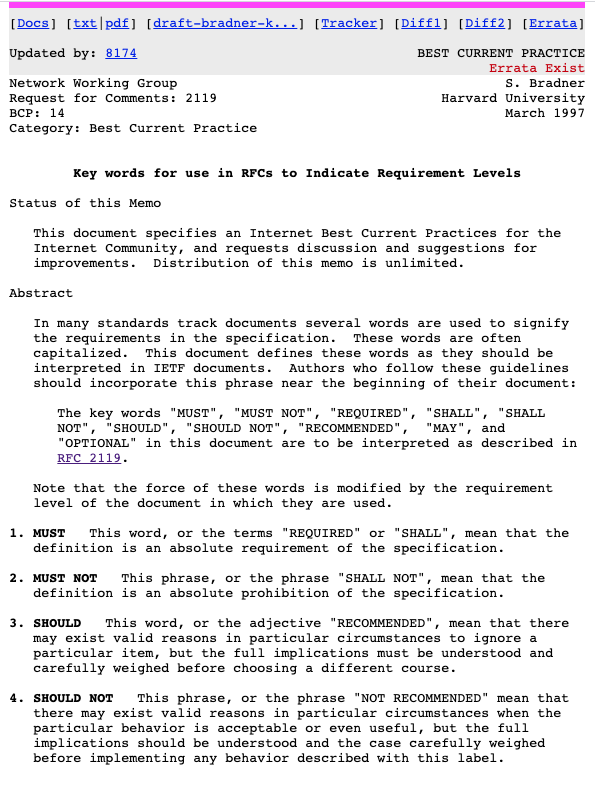 [Docs] [txt|pdf] [draft-bradner-k...] [Tracker] [Diff1] [Diff2] [Errata]
Updated by: 8174 BEST CURRENT PRACTICE
Errata Exist
Network Working Group S. Bradner
Request for Comments: 2119 Harvard University
BCP: 14 March 1997
Category: Best Current Practice
Key words for use in RFCs to Indicate Requirement Levels
Status of this Memo
This document specifies an Internet Best Current Practices for the
Internet Community, and requests discussion and suggestions for
improvements. Distribution of this memo is unlimited.
Abstract
In many standards track documents several words are used to signify
the requirements in the specification. These words are often
capitalized. This document defines these words as they should be
interpreted in IETF documents. Authors who follow these guidelines
should incorporate this phrase near the beginning of their document:
The key words "MUST", "MUST NOT", "REQUIRED", "SHALL", "SHALL
NOT", "SHOULD", "SHOULD NOT", "RECOMMENDED", "MAY", and
"OPTIONAL" in this document are to be interpreted as described in
RFC 2119.
Note that the force of these words is modified by the requirement
level of the document in which they are used.
1. MUST This word, or the terms "REQUIRED" or "SHALL", mean that the
definition is an absolute requirement of the specification.
2. MUST NOT This phrase, or the phrase "SHALL NOT", mean that the
definition is an absolute prohibition of the specification.
3. SHOULD This word, or the adjective "RECOMMENDED", mean that there
may exist valid reasons in particular circumstances to ignore a
particular item, but the full implications must be understood and
carefully weighed before choosing a different course.
4. SHOULD NOT This phrase, or the phrase "NOT RECOMMENDED" mean that
there may exist valid reasons in particular circumstances when the
particular behavior is acceptable or even useful, but the full
implications should be understood and the case carefully weighed
before implementing any behavior described with this label.